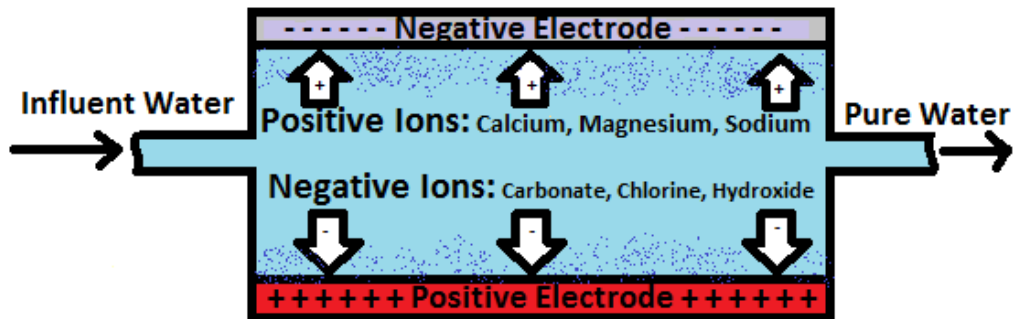 - - - - - - Negative Electrode - - - - - -
+ + +
Influent Water
Positive Ions: Calcium, Magnesium, Sodium
Pure Water
Negative Ions: Carbonate, Chlorine, Hydroxide
- - -
+ + + + + + Positive Electrode + + + + + +